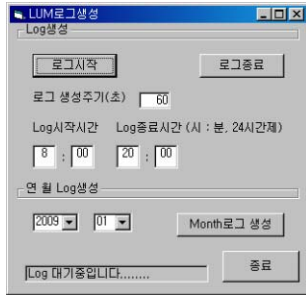 LUM로그생성
Log생성
로그시작 로그종료
로그 생성주기(초) 60
Log시작시간 Log종료시간 (시 : 분, 24시간제)
8 : 00 20 : 00
연 월 Log생성
2009 01 Month로그 생성
Log 대기중입니다........ 종료